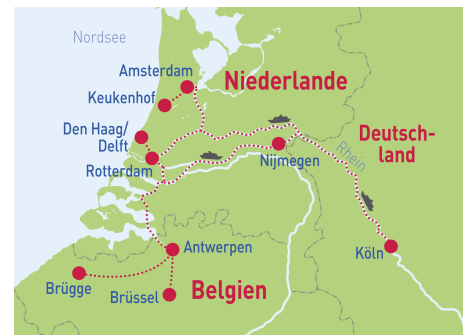 Nordsee
Amsterdam
Niederlande
Keukenhof
Den Haag/
Delft
Deutsch-
land
Rotterdam
Nijmegen
Rhein
Antwerpen
Köln
Brügge
Brüssel
Belgien